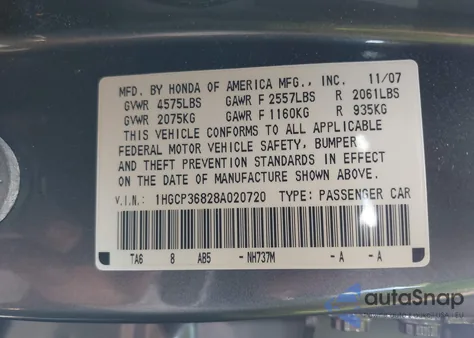 MFD. BY HONDA OF AMERICA MFG., INC. 11/07
GVWR 4575LBS GAWR F 2557LBS R 2061LBS
GVWR 2075KG GAWR F 1160KG R 935KG
THIS VEHICLE CONFORMS TO ALL APPLICABLE
FEDERAL MOTOR VEHICLE SAFETY, BUMPER
AND THEFT PREVENTION STANDARDS IN EFFECT
ON THE DATE OF MANUFACTURE SHOWN ABOVE.
V.I.N.: 1HGCP36828A020720 TYPE: PASSENGER CAR
TA6 8 AB5 -NH737M -A -A
autoSnap